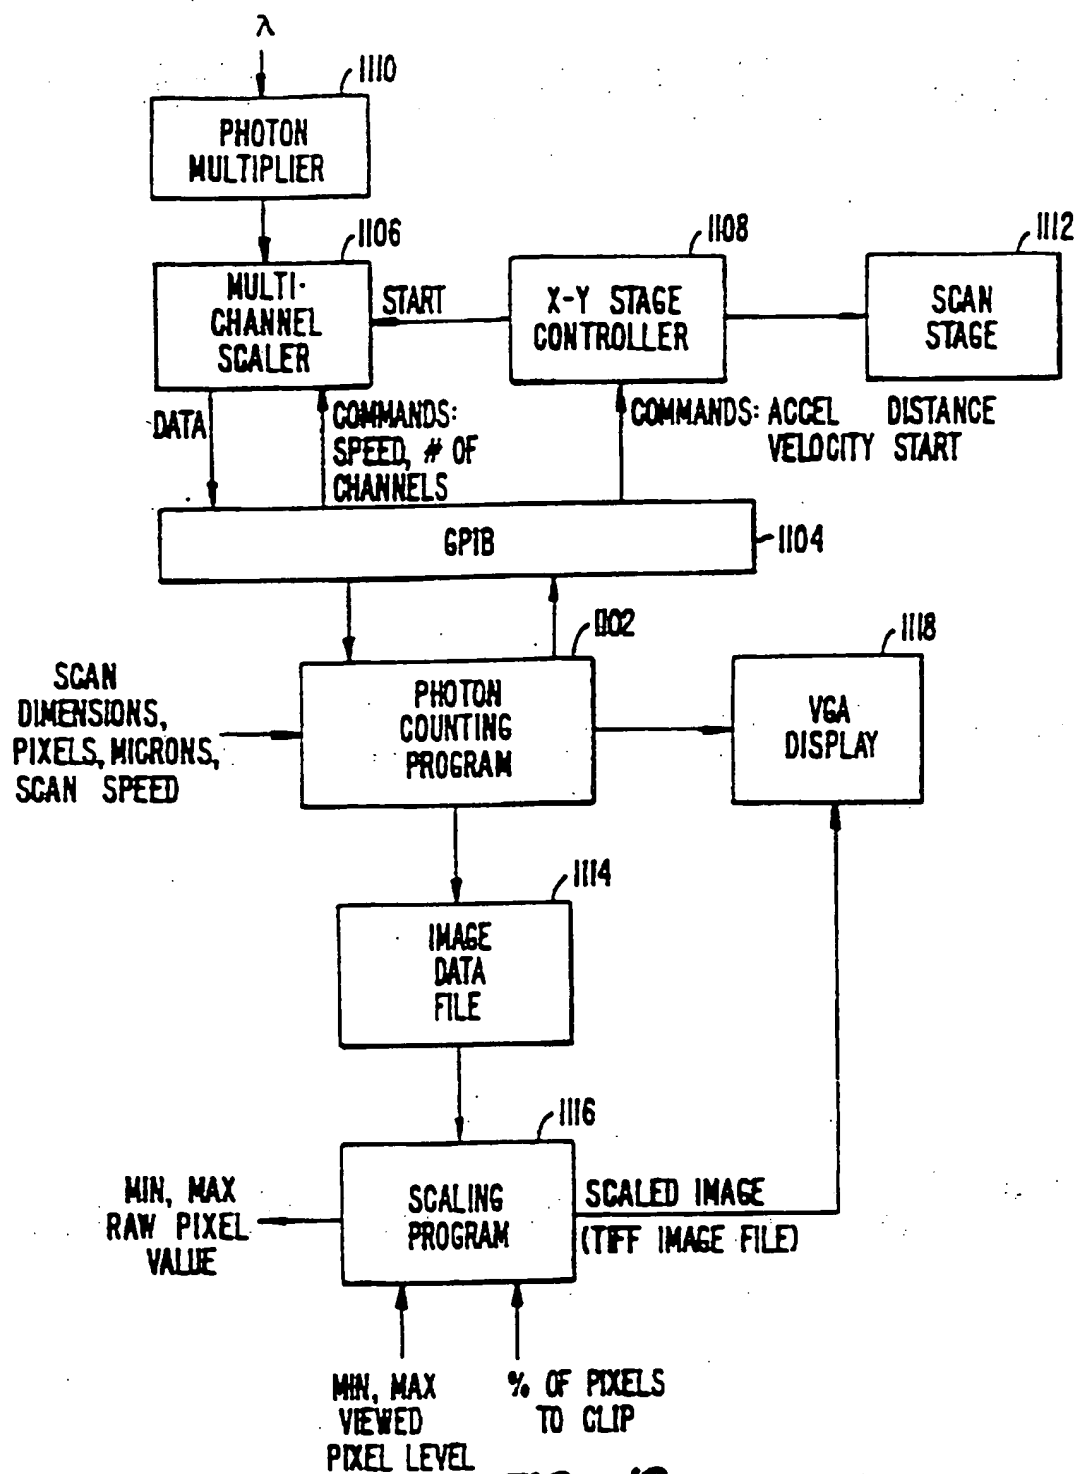 λ
1110
PHOTON
MULTIPLIER
1106
MULTI-
CHANNEL
SCALER
START
1108
X-Y STAGE
CONTROLLER
1112
SCAN
STAGE
DATA
COMMANDS:
SPEED, # OF
CHANNELS
COMMANDS: ACCEL DISTANCE
VELOCITY START
GPIB
1104
1102
PHOTON
COUNTING
PROGRAM
SCAN
DIMENSIONS,
PIXELS, MICRONS,
SCAN SPEED
1118
VGA
DISPLAY
1114
IMAGE
DATA
FILE
1116
SCALING
PROGRAM
MIN, MAX
RAW PIXEL
VALUE
SCALED IMAGE
(TIFF IMAGE FILE)
MIN, MAX
VIEWED
PIXEL LEVEL
% OF PIXELS
TO CLIP